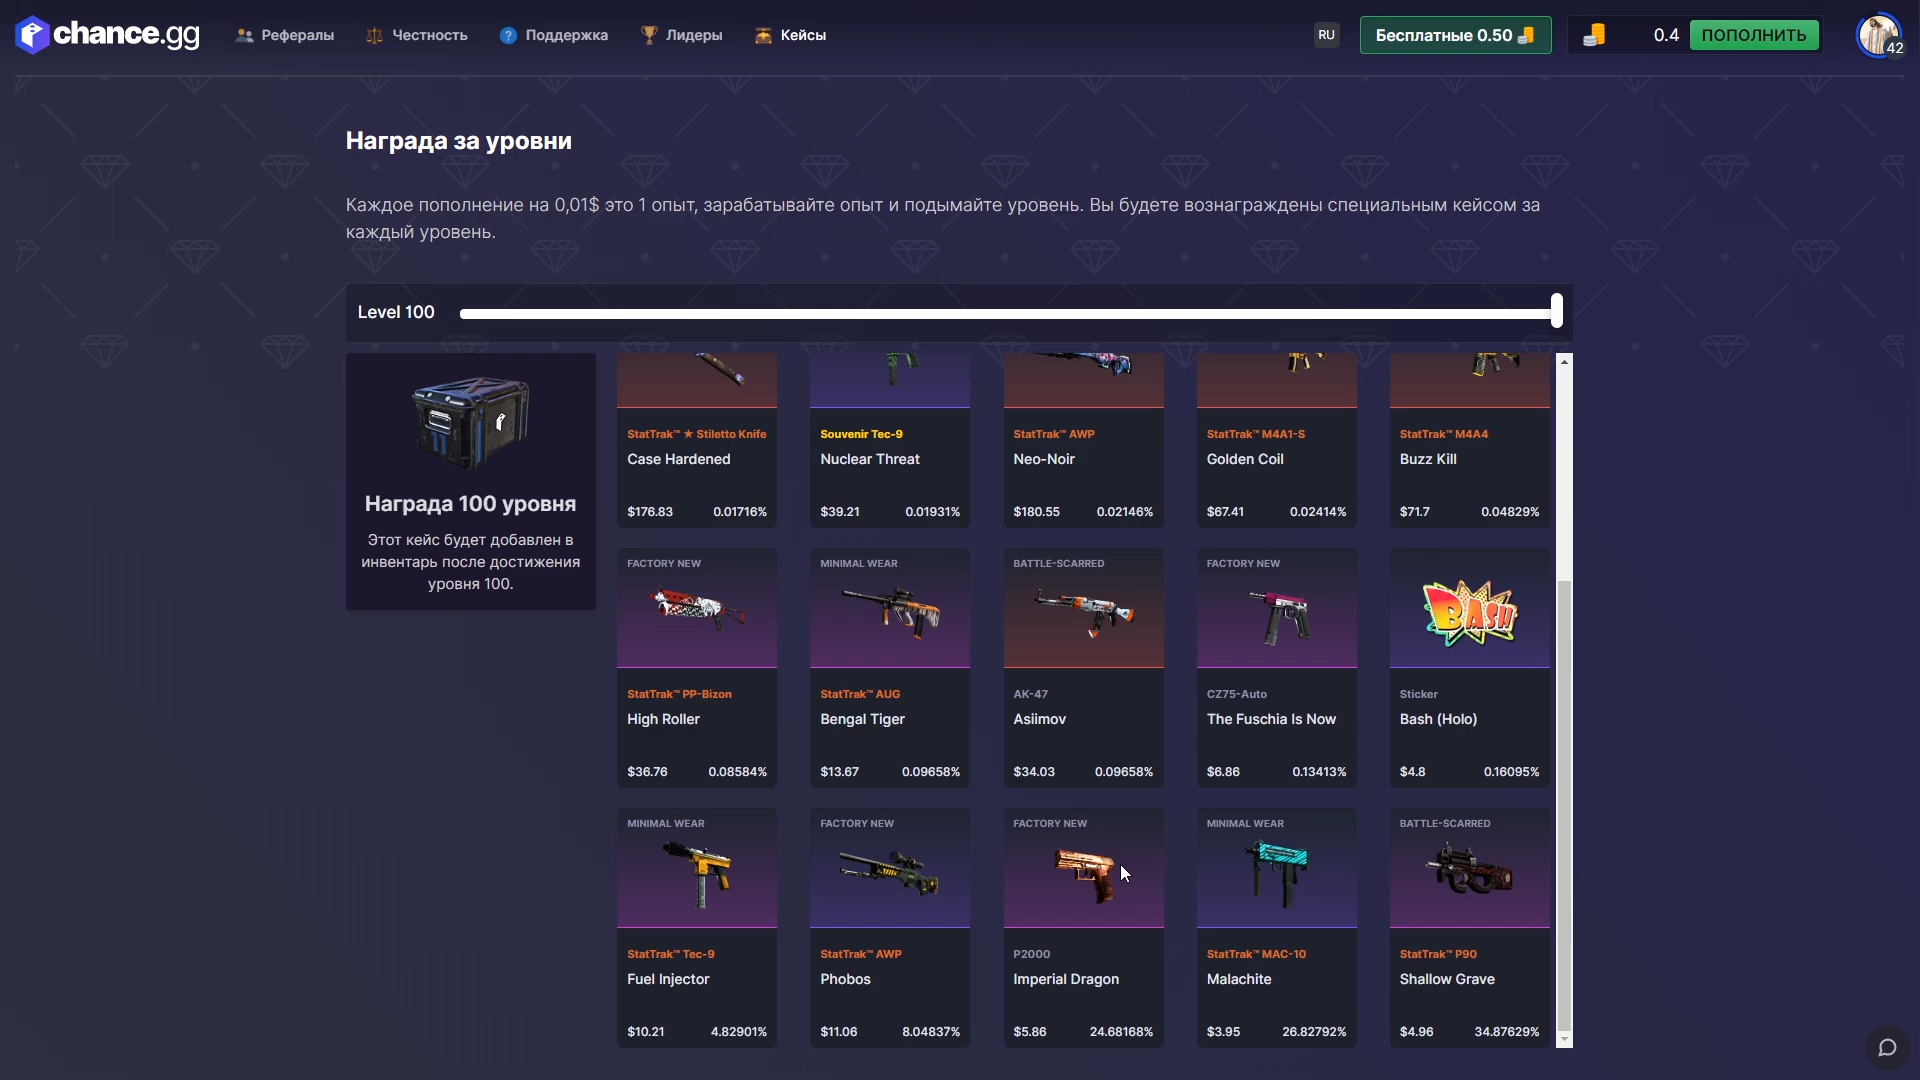 chance.gg
Рефералы
Честность
Поддержка
Лидеры
Кейсы
RU
Бесплатные 0.50
0.4
ПОПОЛНИТЬ
42
Награда за уровни
Каждое пополнение на 0,01$ это 1 опыт, зарабатывайте опыт и подымайте уровень. Вы будете вознаграждены специальным кейсом за
каждый уровень.
Level 100
Награда 100 уровня
Этот кейс будет добавлен в
инвентарь после достижения
уровня 100.
StatTrak™ ★ Stiletto Knife
Case Hardened
$176.83 0.01716%
Souvenir Tec-9
Nuclear Threat
$39.21 0.01931%
StatTrak™ AWP
Neo-Noir
$180.55 0.02146%
StatTrak™ M4A1-S
Golden Coil
$67.41 0.02414%
StatTrak™ M4A4
Buzz Kill
$71.7 0.04829%
FACTORY NEW
StatTrak™ PP-Bizon
High Roller
$36.76 0.08584%
MINIMAL WEAR
StatTrak™ AUG
Bengal Tiger
$13.67 0.09658%
BATTLE-SCARRED
AK-47
Asiimov
$34.03 0.09658%
FACTORY NEW
CZ75-Auto
The Fuschia Is Now
$6.86 0.13413%
BASH
Sticker
Bash (Holo)
$4.8 0.16095%
MINIMAL WEAR
StatTrak™ Tec-9
Fuel Injector
$10.21 4.82901%
FACTORY NEW
StatTrak™ AWP
Phobos
$11.06 8.04837%
FACTORY NEW
P2000
Imperial Dragon
$5.86 24.68168%
MINIMAL WEAR
StatTrak™ MAC-10
Malachite
$3.95 26.82792%
BATTLE-SCARRED
StatTrak™ P90
Shallow Grave
$4.96 34.87629%